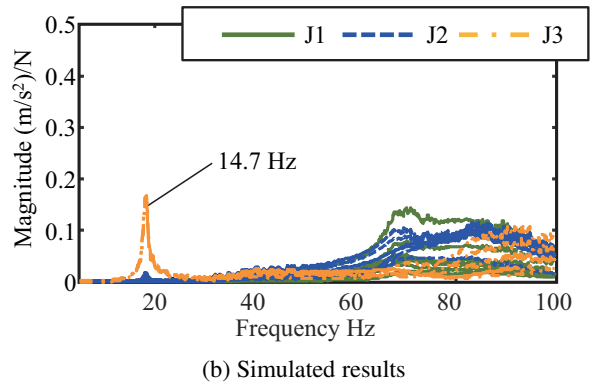 0.5
J1 J2 J3
0.4
0.3
0.2
0.1
0
14.7 Hz
Magnitude (m/s²)/N
20 40 60 80 100
Frequency Hz
(b) Simulated results